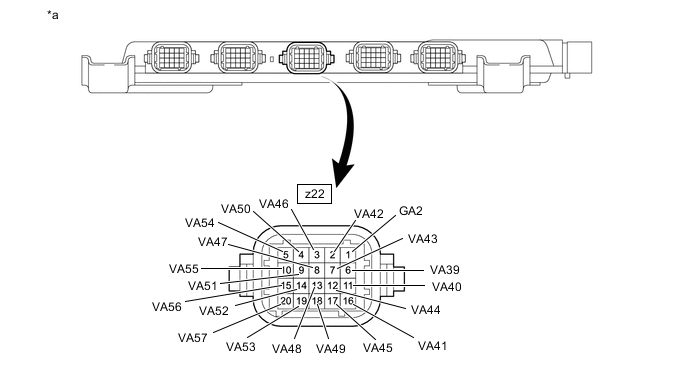 *a
z22
VA46
VA50
VA42
GA2
VA54
VA47
VA43
5 4 3 2 1
VA55
10 9 8 7 6
VA39
VA51
15 14 13 12 11
VA40
VA56
VA52
20 19 18 17 16
VA44
VA57
VA53
VA48
VA49
VA45
VA41